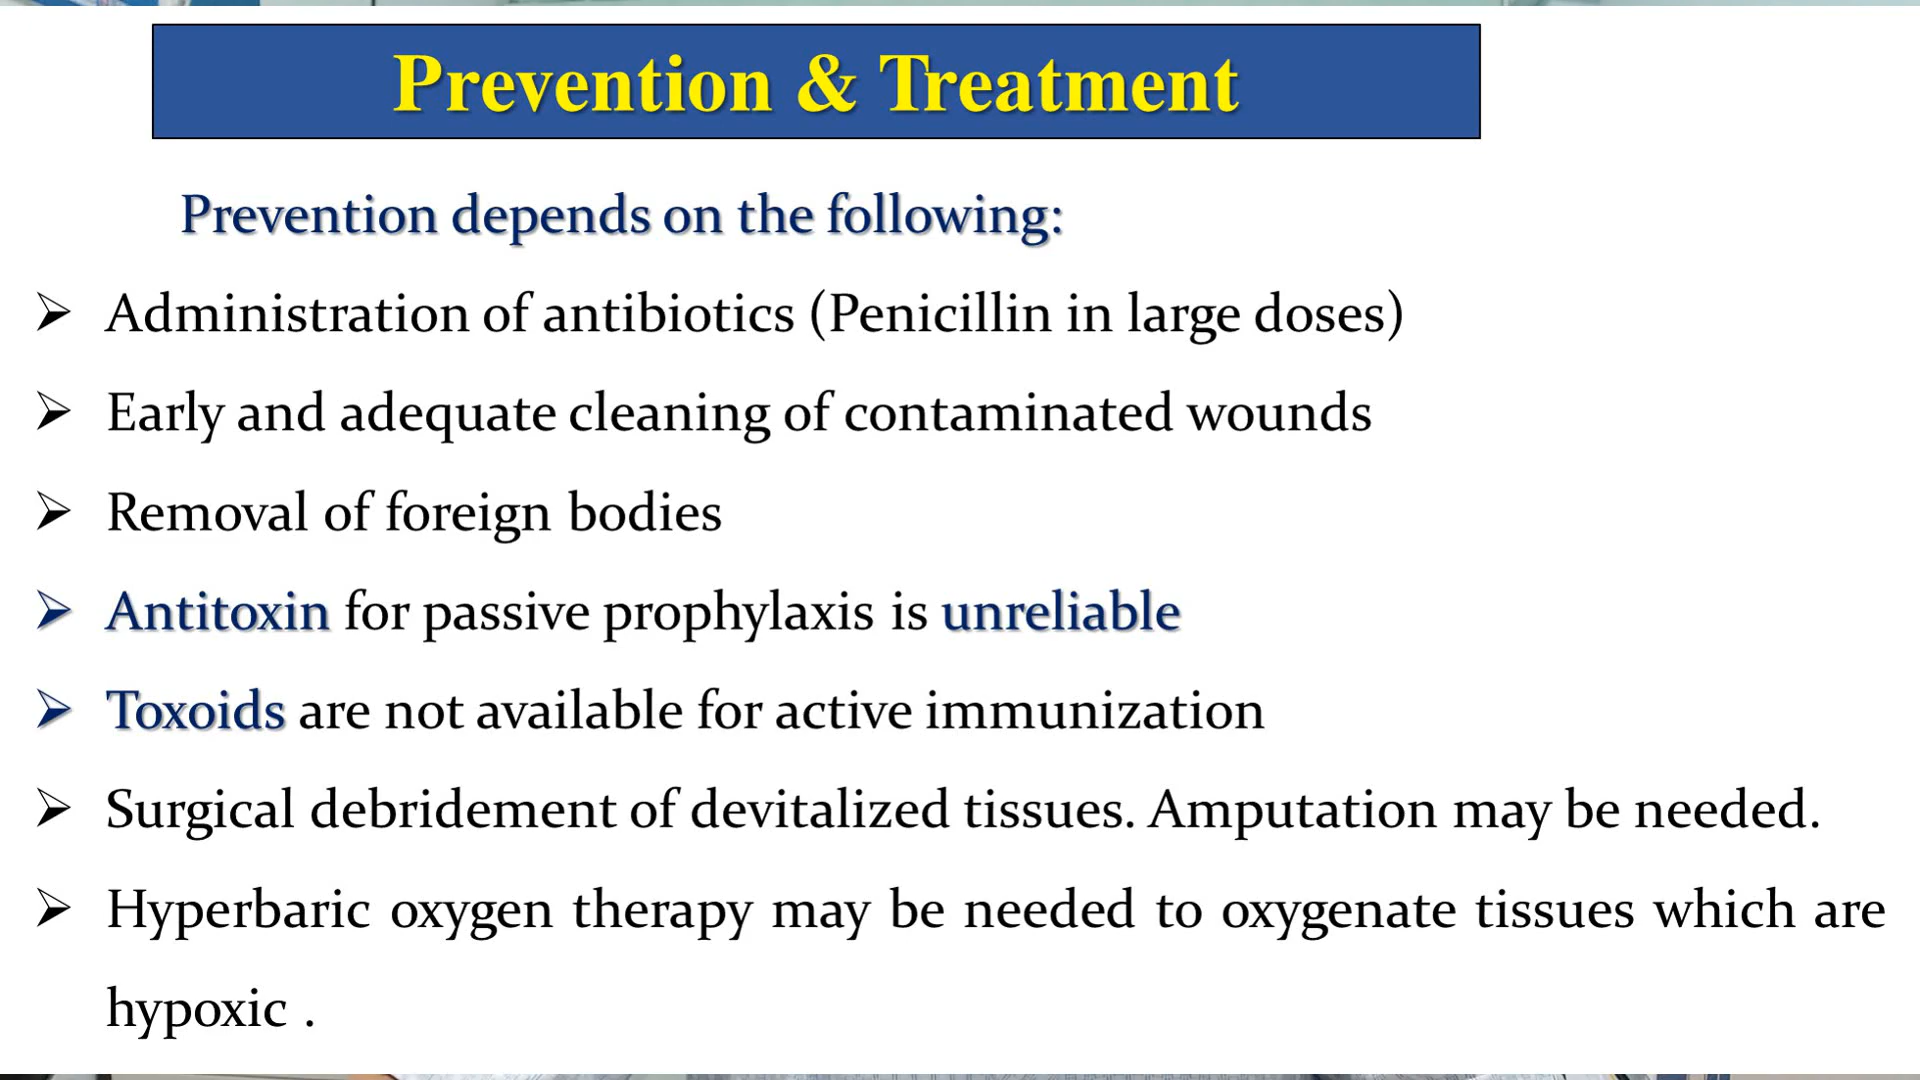 Prevention & Treatment
Prevention depends on the following:
➢ Administration of antibiotics (Penicillin in large doses)
➢ Early and adequate cleaning of contaminated wounds
➢ Removal of foreign bodies
➢ Antitoxin for passive prophylaxis is unreliable
➢ Toxoids are not available for active immunization
➢ Surgical debridement of devitalized tissues. Amputation may be needed.
➢ Hyperbaric oxygen therapy may be needed to oxygenate tissues which are
hypoxic .